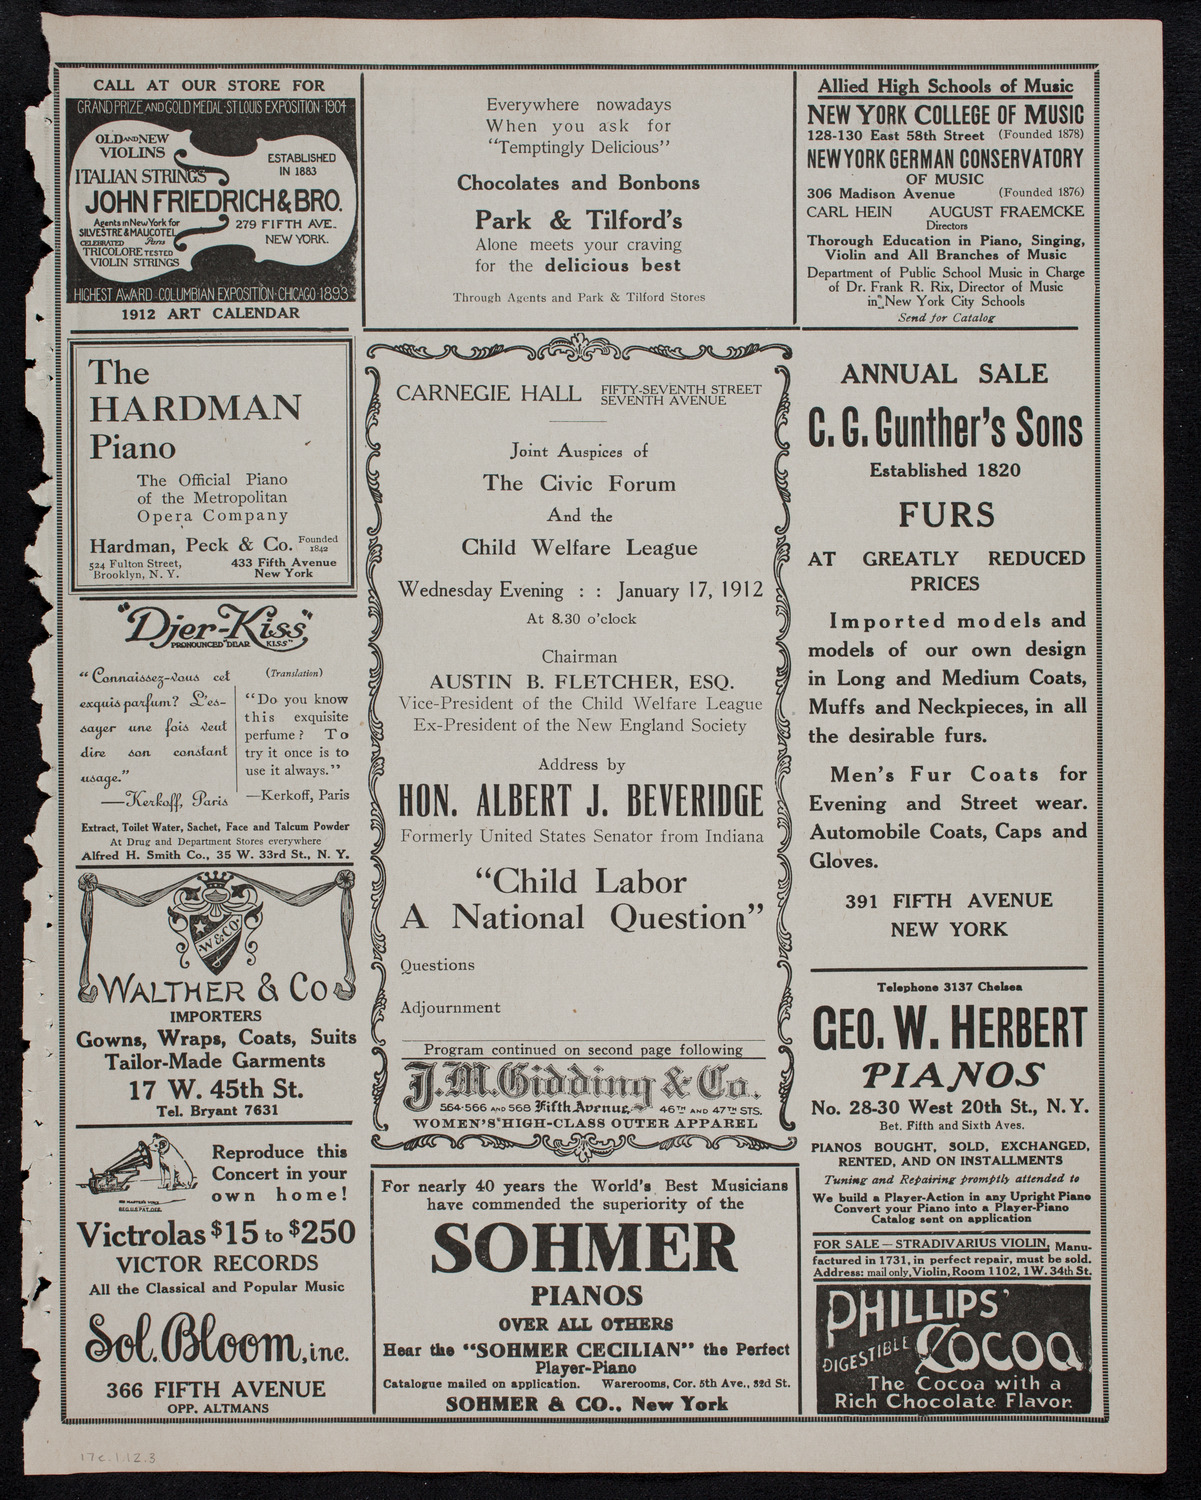 CALL AT OUR STORE FOR
GRAND PRIZE AND GOLD MEDAL · ST LOUIS EXPOSITION · 1904
OLD AND NEW
VIOLINS
ITALIAN STRINGS
ESTABLISHED
IN 1883
JOHN FRIEDRICH & BRO.
Agents in New York for
SILVESTRE & MAUCOTEL
CELEBRATED Paris
TRICOLORE TESTED
VIOLIN STRINGS
279 FIFTH AVE.
NEW YORK.
HIGHEST AWARD · COLUMBIAN EXPOSITION · CHICAGO · 1893
1912 ART CALENDAR
The
HARDMAN
Piano
The Official Piano
of the Metropolitan
Opera Company
Hardman, Peck & Co. Founded 1842
524 Fulton Street,
Brooklyn, N. Y.
433 Fifth Avenue
New York
"Djer-Kiss"
PRONOUNCED "DEAR KISS"
"Connaissez-vous cet
exquis parfum? L'es-
sayer une fois veut
dire son constant
usage."
—Kerkoff, Paris
(Translation)
"Do you know
this exquisite
perfume? To
try it once is to
use it always."
—Kerkoff, Paris
Extract, Toilet Water, Sachet, Face and Talcum Powder
At Drug and Department Stores everywhere
Alfred H. Smith Co., 35 W. 33rd St., N. Y.
W & CO
WALTHER & CO
IMPORTERS
Gowns, Wraps, Coats, Suits
Tailor-Made Garments
17 W. 45th St.
Tel. Bryant 7631
HIS MASTER'S VOICE
REG. U.S. PAT. OFF.
Reproduce this
Concert in your
own home!
Victrolas $15 to $250
VICTOR RECORDS
All the Classical and Popular Music
Sol. Bloom, inc.
366 FIFTH AVENUE
OPP. ALTMANS
Everywhere nowadays
When you ask for
"Temptingly Delicious"
Chocolates and Bonbons
Park & Tilford's
Alone meets your craving
for the delicious best
Through Agents and Park & Tilford Stores
CARNEGIE HALL FIFTY-SEVENTH STREET
SEVENTH AVENUE
Joint Auspices of
The Civic Forum
And the
Child Welfare League
Wednesday Evening : : January 17, 1912
At 8.30 o'clock
Chairman
AUSTIN B. FLETCHER, ESQ.
Vice-President of the Child Welfare League
Ex-President of the New England Society
Address by
HON. ALBERT J. BEVERIDGE
Formerly United States Senator from Indiana
"Child Labor
A National Question"
Questions
Adjournment
Program continued on second page following
J.M. Gidding & Co.
564-566 AND 568 Fifth Avenue, 46TH AND 47TH STS.
WOMEN'S HIGH-CLASS OUTER APPAREL
For nearly 40 years the World's Best Musicians
have commended the superiority of the
SOHMER
PIANOS
OVER ALL OTHERS
Hear the "SOHMER CECILIAN" the Perfect
Player-Piano
Catalogue mailed on application. Warerooms, Cor. 5th Ave., 32d St.
SOHMER & CO., New York
Allied High Schools of Music
NEW YORK COLLEGE OF MUSIC
128-130 East 58th Street (Founded 1878)
NEW YORK GERMAN CONSERVATORY
OF MUSIC
306 Madison Avenue (Founded 1876)
CARL HEIN AUGUST FRAEMCKE
Directors
Thorough Education in Piano, Singing,
Violin and All Branches of Music
Department of Public School Music in Charge
of Dr. Frank R. Rix, Director of Music
in New York City Schools
Send for Catalog
ANNUAL SALE
C. G. Gunther's Sons
Established 1820
FURS
AT GREATLY REDUCED
PRICES
Imported models and
models of our own design
in Long and Medium Coats,
Muffs and Neckpieces, in all
the desirable furs.
Men's Fur Coats for
Evening and Street wear.
Automobile Coats, Caps and
Gloves.
391 FIFTH AVENUE
NEW YORK
Telephone 3137 Chelsea
GEO. W. HERBERT
PIANOS
No. 28-30 West 20th St., N. Y.
Bet. Fifth and Sixth Aves.
PIANOS BOUGHT, SOLD, EXCHANGED,
RENTED, AND ON INSTALLMENTS
Tuning and Repairing promptly attended to
We build a Player-Action in any Upright Piano
Convert your Piano into a Player-Piano
Catalog sent on application
FOR SALE—STRADIVARIUS VIOLIN, Manu-
factured in 1731, in perfect repair, must be sold.
Address: mail only, Violin, Room 1102, 1 W. 34th St.
PHILLIPS'
DIGESTIBLE COCOA
The Cocoa with a
Rich Chocolate Flavor.
17c.1.12.3